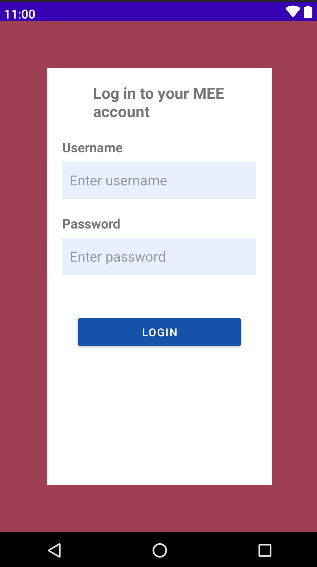 11:00
Log in to your MEE
account
Username
Enter username
Password
Enter password
LOGIN